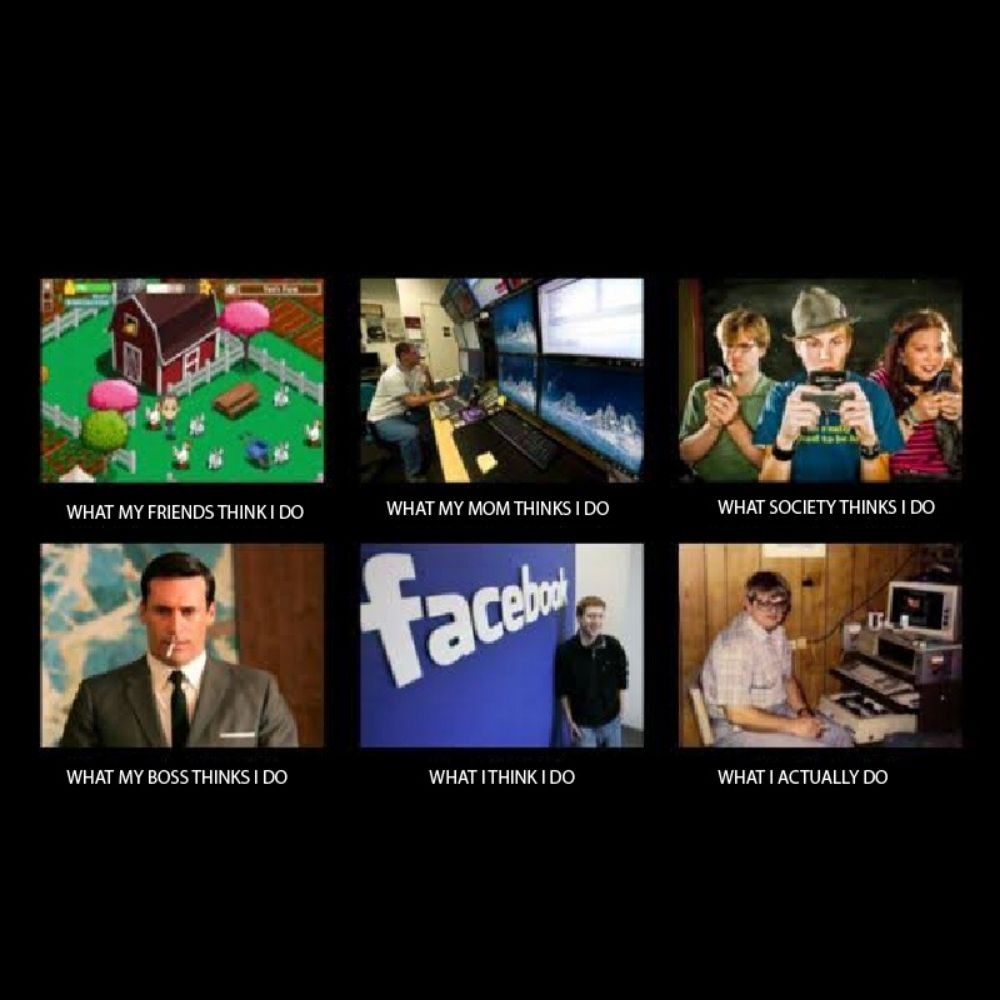 WHAT MY FRIENDS THINK I DO
WHAT MY MOM THINKS I DO
WHAT SOCIETY THINKS I DO
facebook
WHAT MY BOSS THINKS I DO
WHAT I THINK I DO
WHAT I ACTUALLY DO